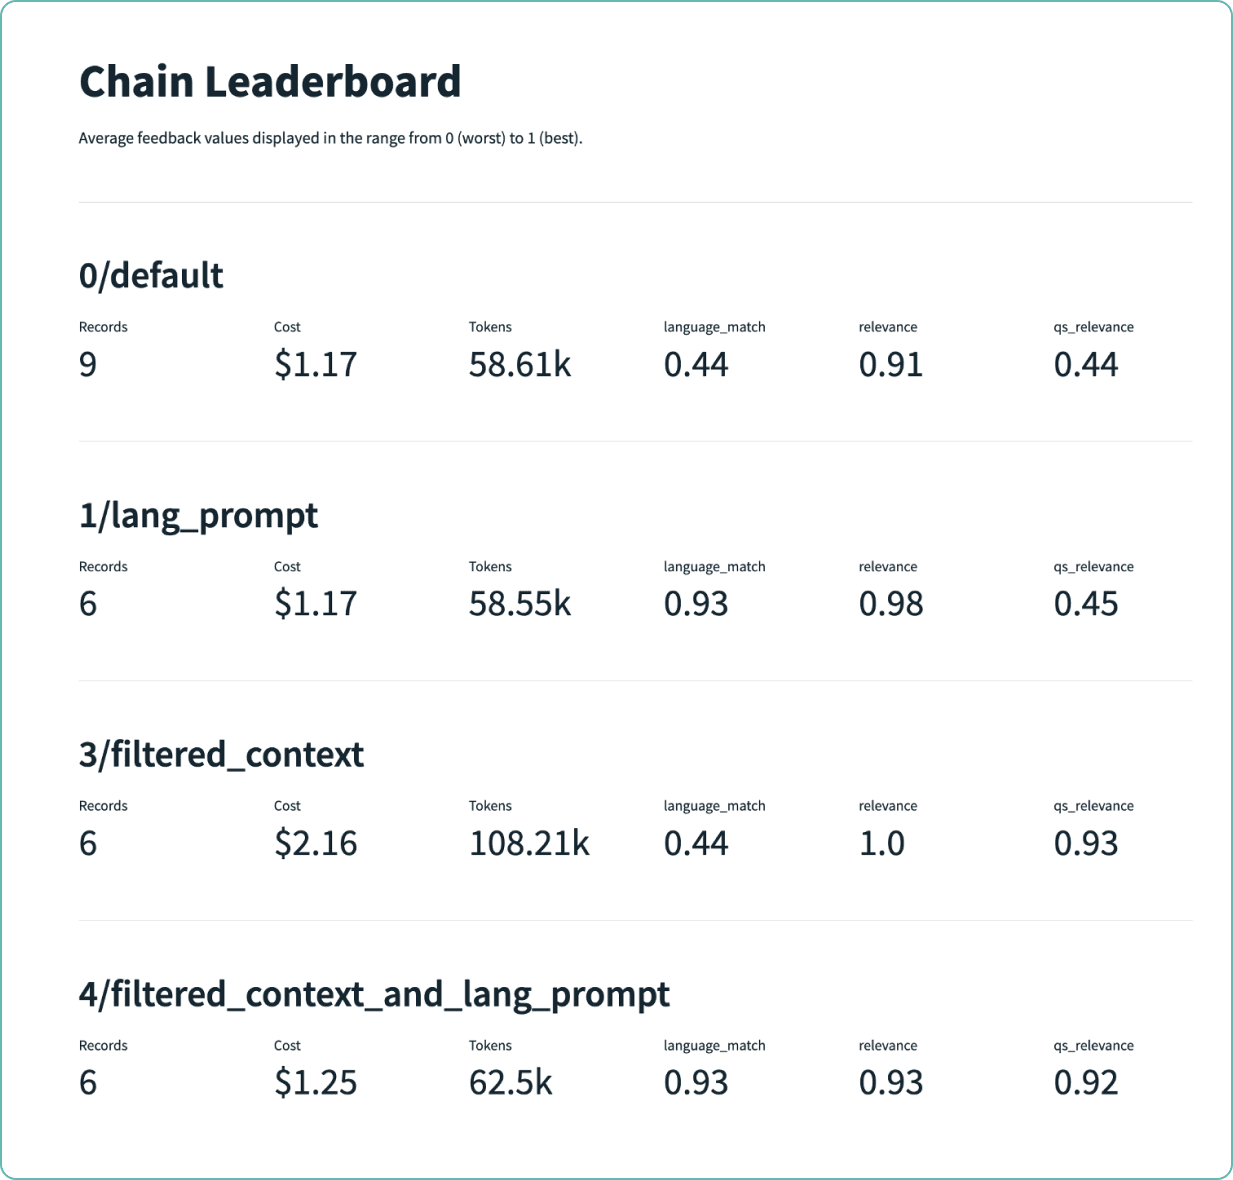 Chain Leaderboard
Average feedback values displayed in the range from 0 (worst) to 1 (best).
0/default
Records Cost Tokens language_match relevance qs_relevance
9 $1.17 58.61k 0.44 0.91 0.44
1/lang_prompt
Records Cost Tokens language_match relevance qs_relevance
6 $1.17 58.55k 0.93 0.98 0.45
3/filtered_context
Records Cost Tokens language_match relevance qs_relevance
6 $2.16 108.21k 0.44 1.0 0.93
4/filtered_context_and_lang_prompt
Records Cost Tokens language_match relevance qs_relevance
6 $1.25 62.5k 0.93 0.93 0.92